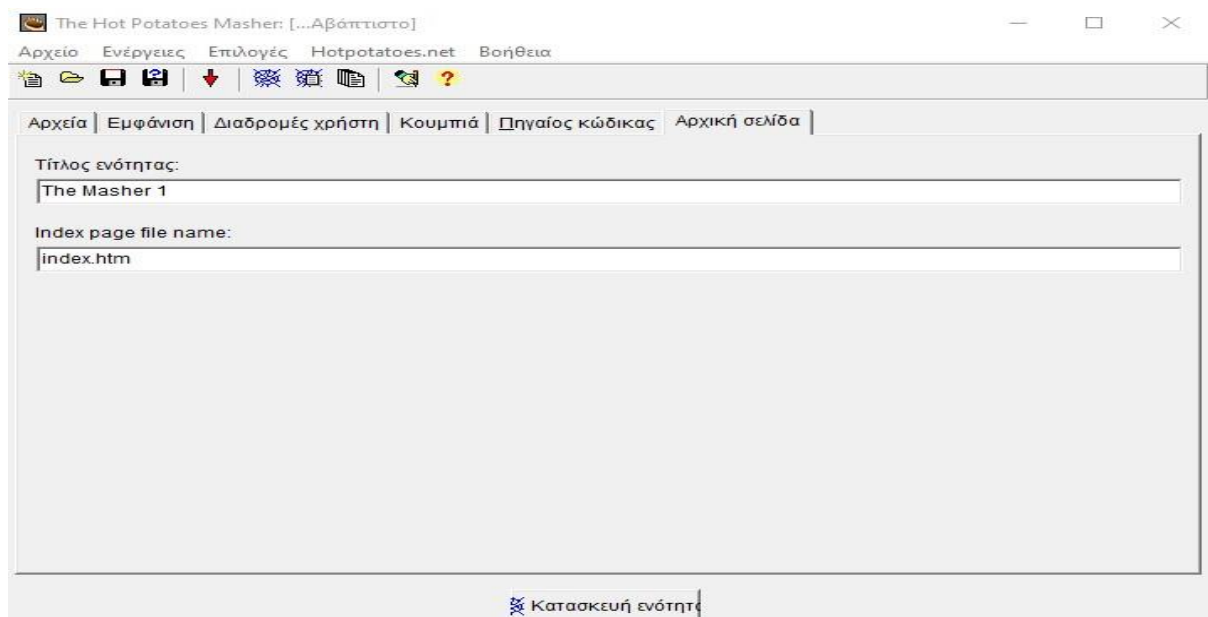 The Hot Potatoes Masher: [...Αβάπτιστο]
Αρχείο Ενέργειες Επιλογές Hotpotatoes.net Βοήθεια
Αρχεία Εμφάνιση Διαδρομές χρήστη Κουμπιά Πηγαίος κώδικας Αρχική σελίδα
Τίτλος ενότητας:
The Masher 1
Index page file name:
index.htm
Κατασκευή ενότητα